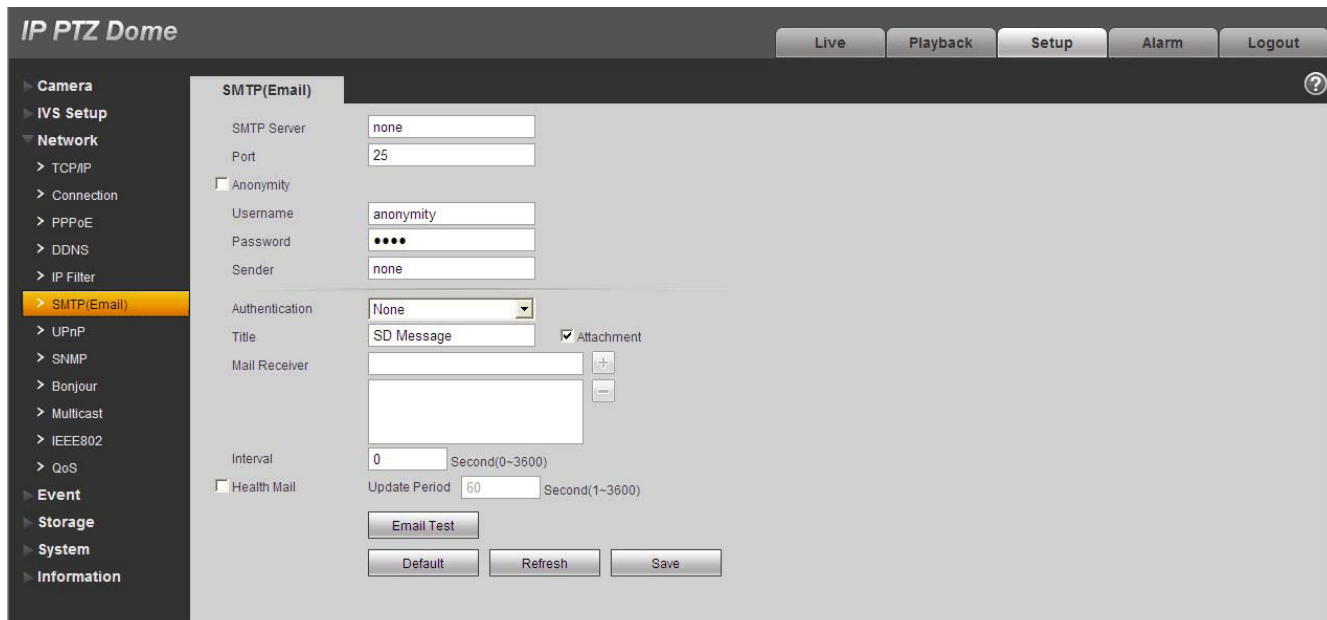 IP PTZ Dome
Live Playback Setup Alarm Logout
Camera
IVS Setup
Network
> TCP/IP
> Connection
> PPPoE
> DDNS
> IP Filter
> SMTP(Email)
> UPnP
> SNMP
> Bonjour
> Multicast
> IEEE802
> QoS
Event
Storage
System
Information
SMTP(Email)
?
SMTP Server none
Port 25
Anonymity
Username anonymity
Password ●●●●
Sender none
Authentication None
Title SD Message Attachment
Mail Receiver +
−
Interval 0 Second(0~3600)
Health Mail Update Period 60 Second(1~3600)
Email Test
Default Refresh Save